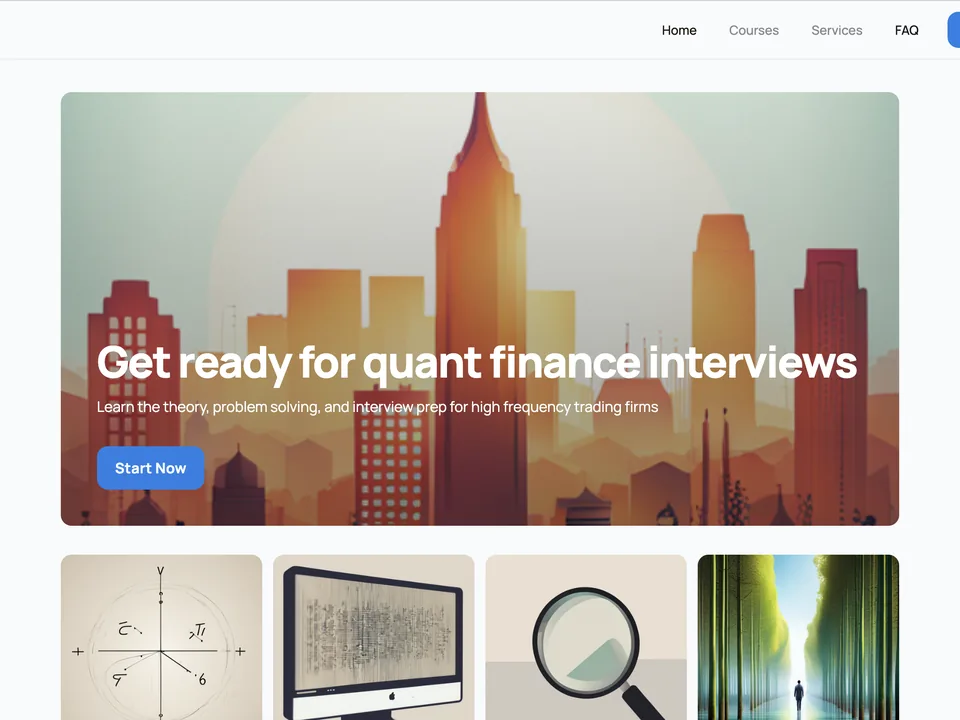 Home Courses Services FAQ
Get ready for quant finance interviews
Learn the theory, problem solving, and interview prep for high frequency trading firms
Start Now